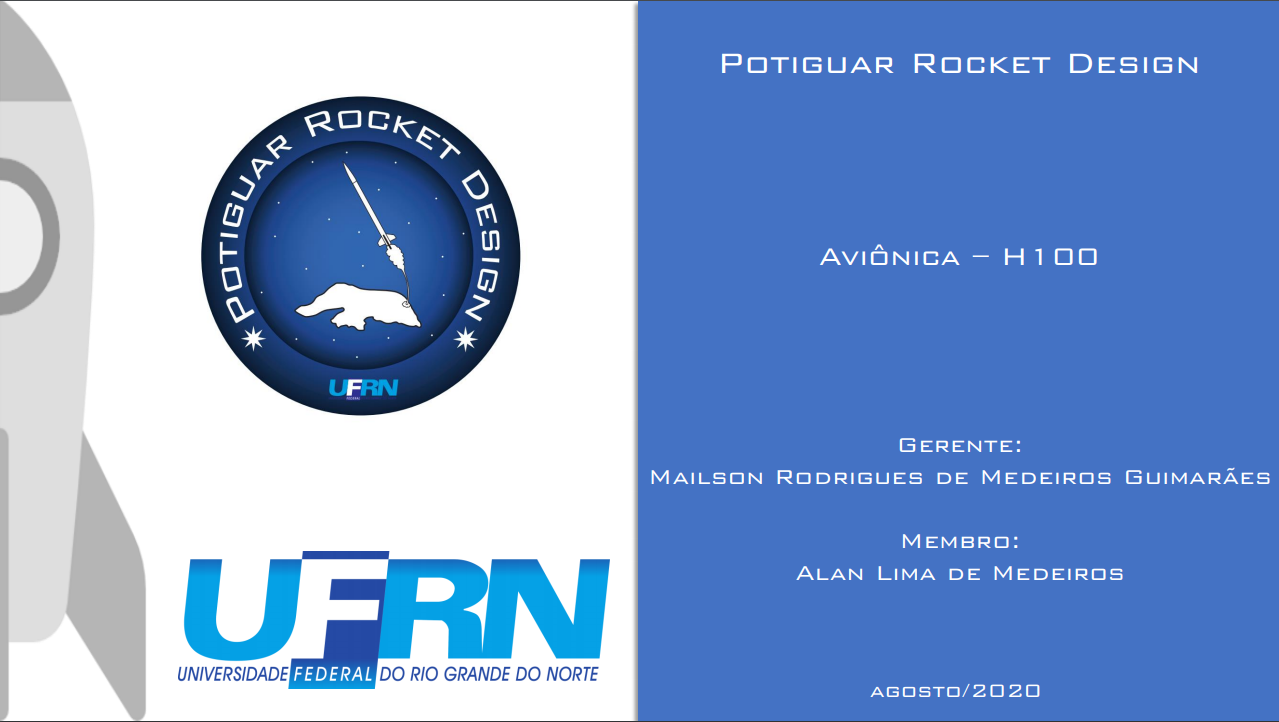 Potiguar Rocket Design
UFRN
UFRN
UNIVERSIDADE FEDERAL DO RIO GRANDE DO NORTE
Potiguar Rocket Design
Aviônica – H100
Gerente:
Mailson Rodrigues de Medeiros Guimarães
Membro:
Alan Lima de Medeiros
agosto/2020